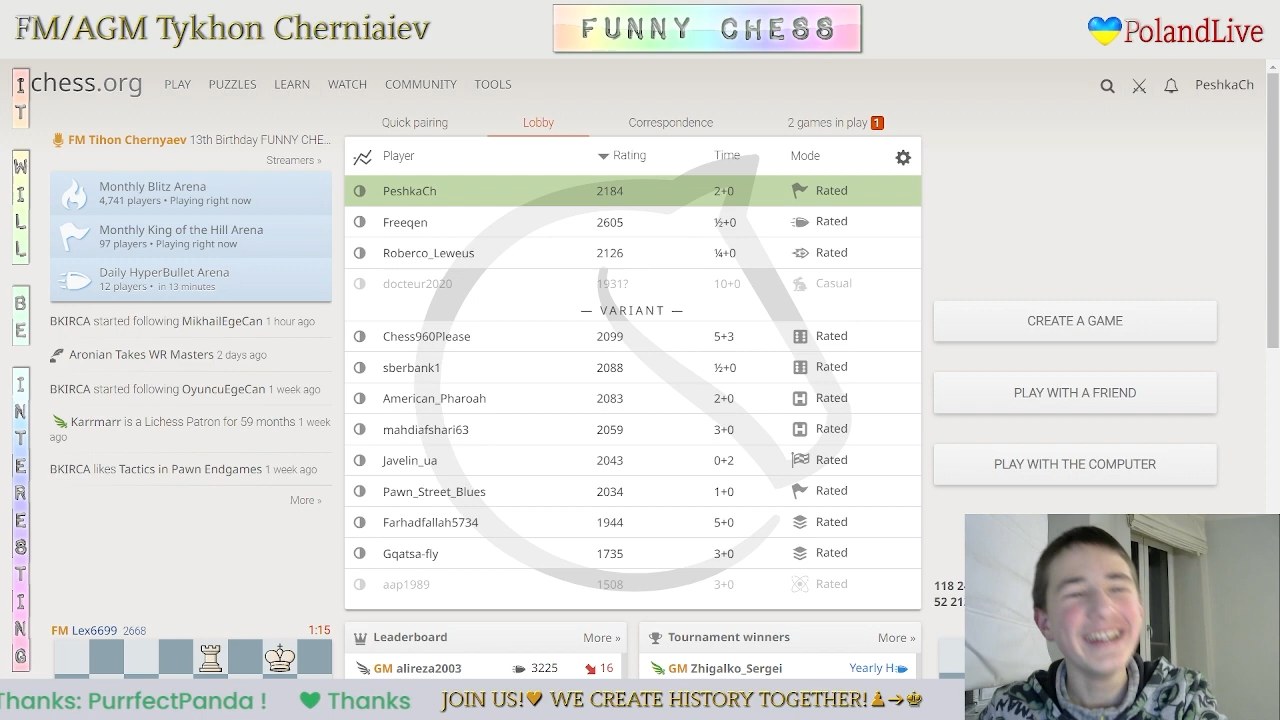 FM/AGM Tykhon Cherniaiev
FUNNY CHESS
PolandLive
IT WILL BE INTERESTING
chess.org
PLAY PUZZLES LEARN WATCH COMMUNITY TOOLS
PeshkaCh
FM Tihon Chernyaev 13th Birthday FUNNY CHE...
Streamers »
Monthly Blitz Arena
4,741 players • Playing right now
Monthly King of the Hill Arena
97 players • Playing right now
Daily HyperBullet Arena
12 players • in 13 minutes
BKIRCA started following MikhailEgeCan 1 hour ago
Aronian Takes WR Masters 2 days ago
BKIRCA started following OyuncuEgeCan 1 week ago
Karrmarr is a Lichess Patron for 59 months 1 week
ago
BKIRCA likes Tactics in Pawn Endgames 1 week ago
More »
FM Lex6699 2668 1:15
Quick pairing Lobby Correspondence 2 games in play 1
Player Rating Time Mode
PeshkaCh 2184 2+0 Rated
Freeqen 2605 ½+0 Rated
Roberco_Leweus 2126 ¼+0 Rated
docteur2020 1931? 10+0 Casual
— VARIANT —
Chess960Please 2099 5+3 Rated
sberbank1 2088 ½+0 Rated
American_Pharoah 2083 2+0 Rated
mahdiafshari63 2059 3+0 Rated
Javelin_ua 2043 0+2 Rated
Pawn_Street_Blues 2034 1+0 Rated
Farhadfallah5734 1944 5+0 Rated
Gqatsa-fly 1735 3+0 Rated
aap1989 1508 3+0 Rated
CREATE A GAME
PLAY WITH A FRIEND
PLAY WITH THE COMPUTER
118 2
52 21
Leaderboard More »
GM alireza2003 3225 16
Tournament winners More »
GM Zhigalko_Sergei Yearly H
Thanks: PurrfectPanda ! Thanks
JOIN US! WE CREATE HISTORY TOGETHER!